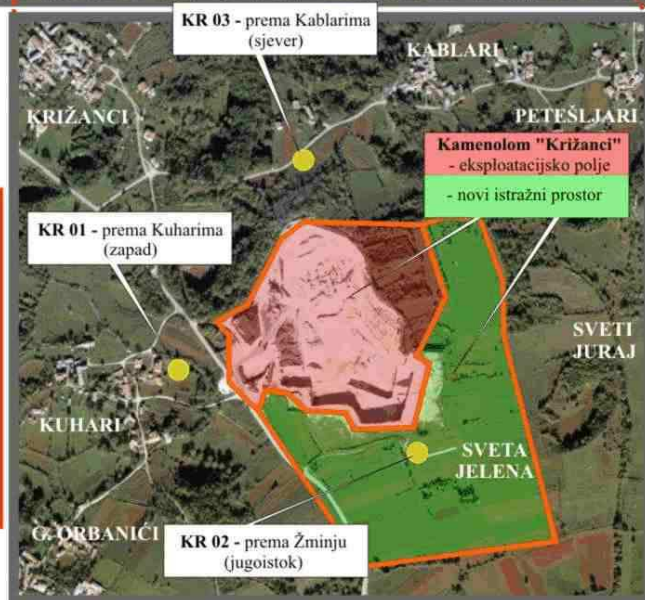 KR 03 - prema Kablarima
(sjever)
KABLARI
KRIŽANCI
PETEŠLJARI
Kamenolom "Križanci"
- eksploatacijsko polje
- novi istražni prostor
KR 01 - prema Kuharima
(zapad)
SVETI
JURAJ
KUHARI
SVETA
JELENA
G. ORBANIĆI
KR 02 - prema Žminju
(jugoistok)